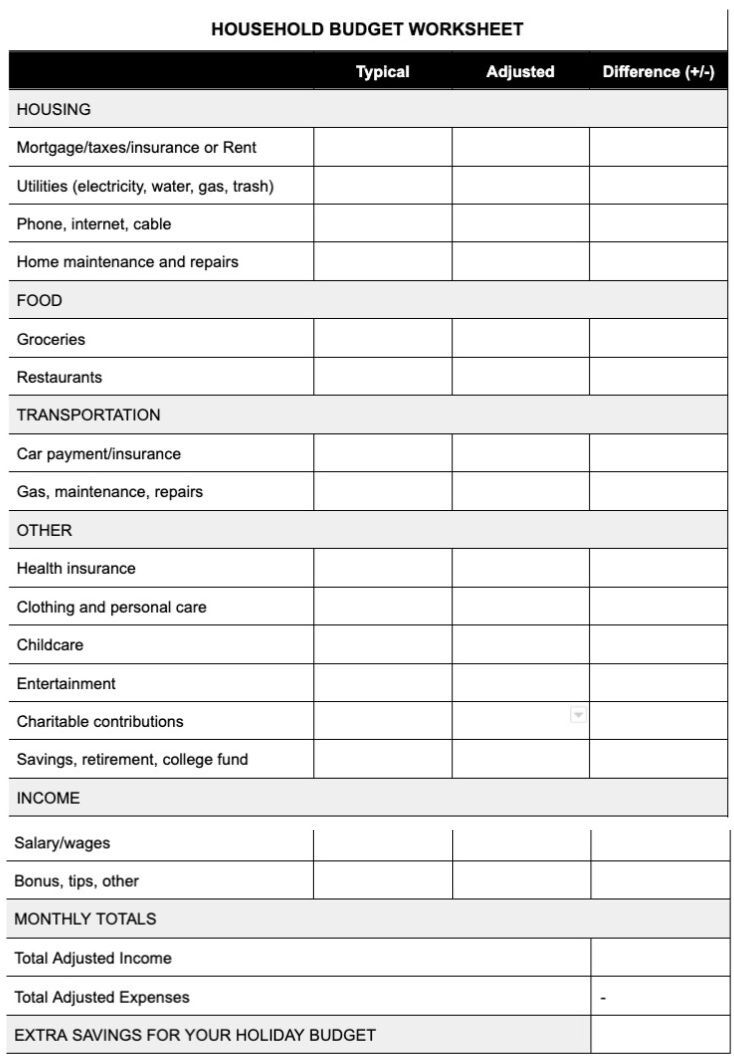 HOUSEHOLD BUDGET WORKSHEET
Typical Adjusted Difference (+/-)
HOUSING
Mortgage/taxes/insurance or Rent
Utilities (electricity, water, gas, trash)
Phone, internet, cable
Home maintenance and repairs
FOOD
Groceries
Restaurants
TRANSPORTATION
Car payment/insurance
Gas, maintenance, repairs
OTHER
Health insurance
Clothing and personal care
Childcare
Entertainment
Charitable contributions
Savings, retirement, college fund
INCOME
Salary/wages
Bonus, tips, other
MONTHLY TOTALS
Total Adjusted Income
Total Adjusted Expenses -
EXTRA SAVINGS FOR YOUR HOLIDAY BUDGET